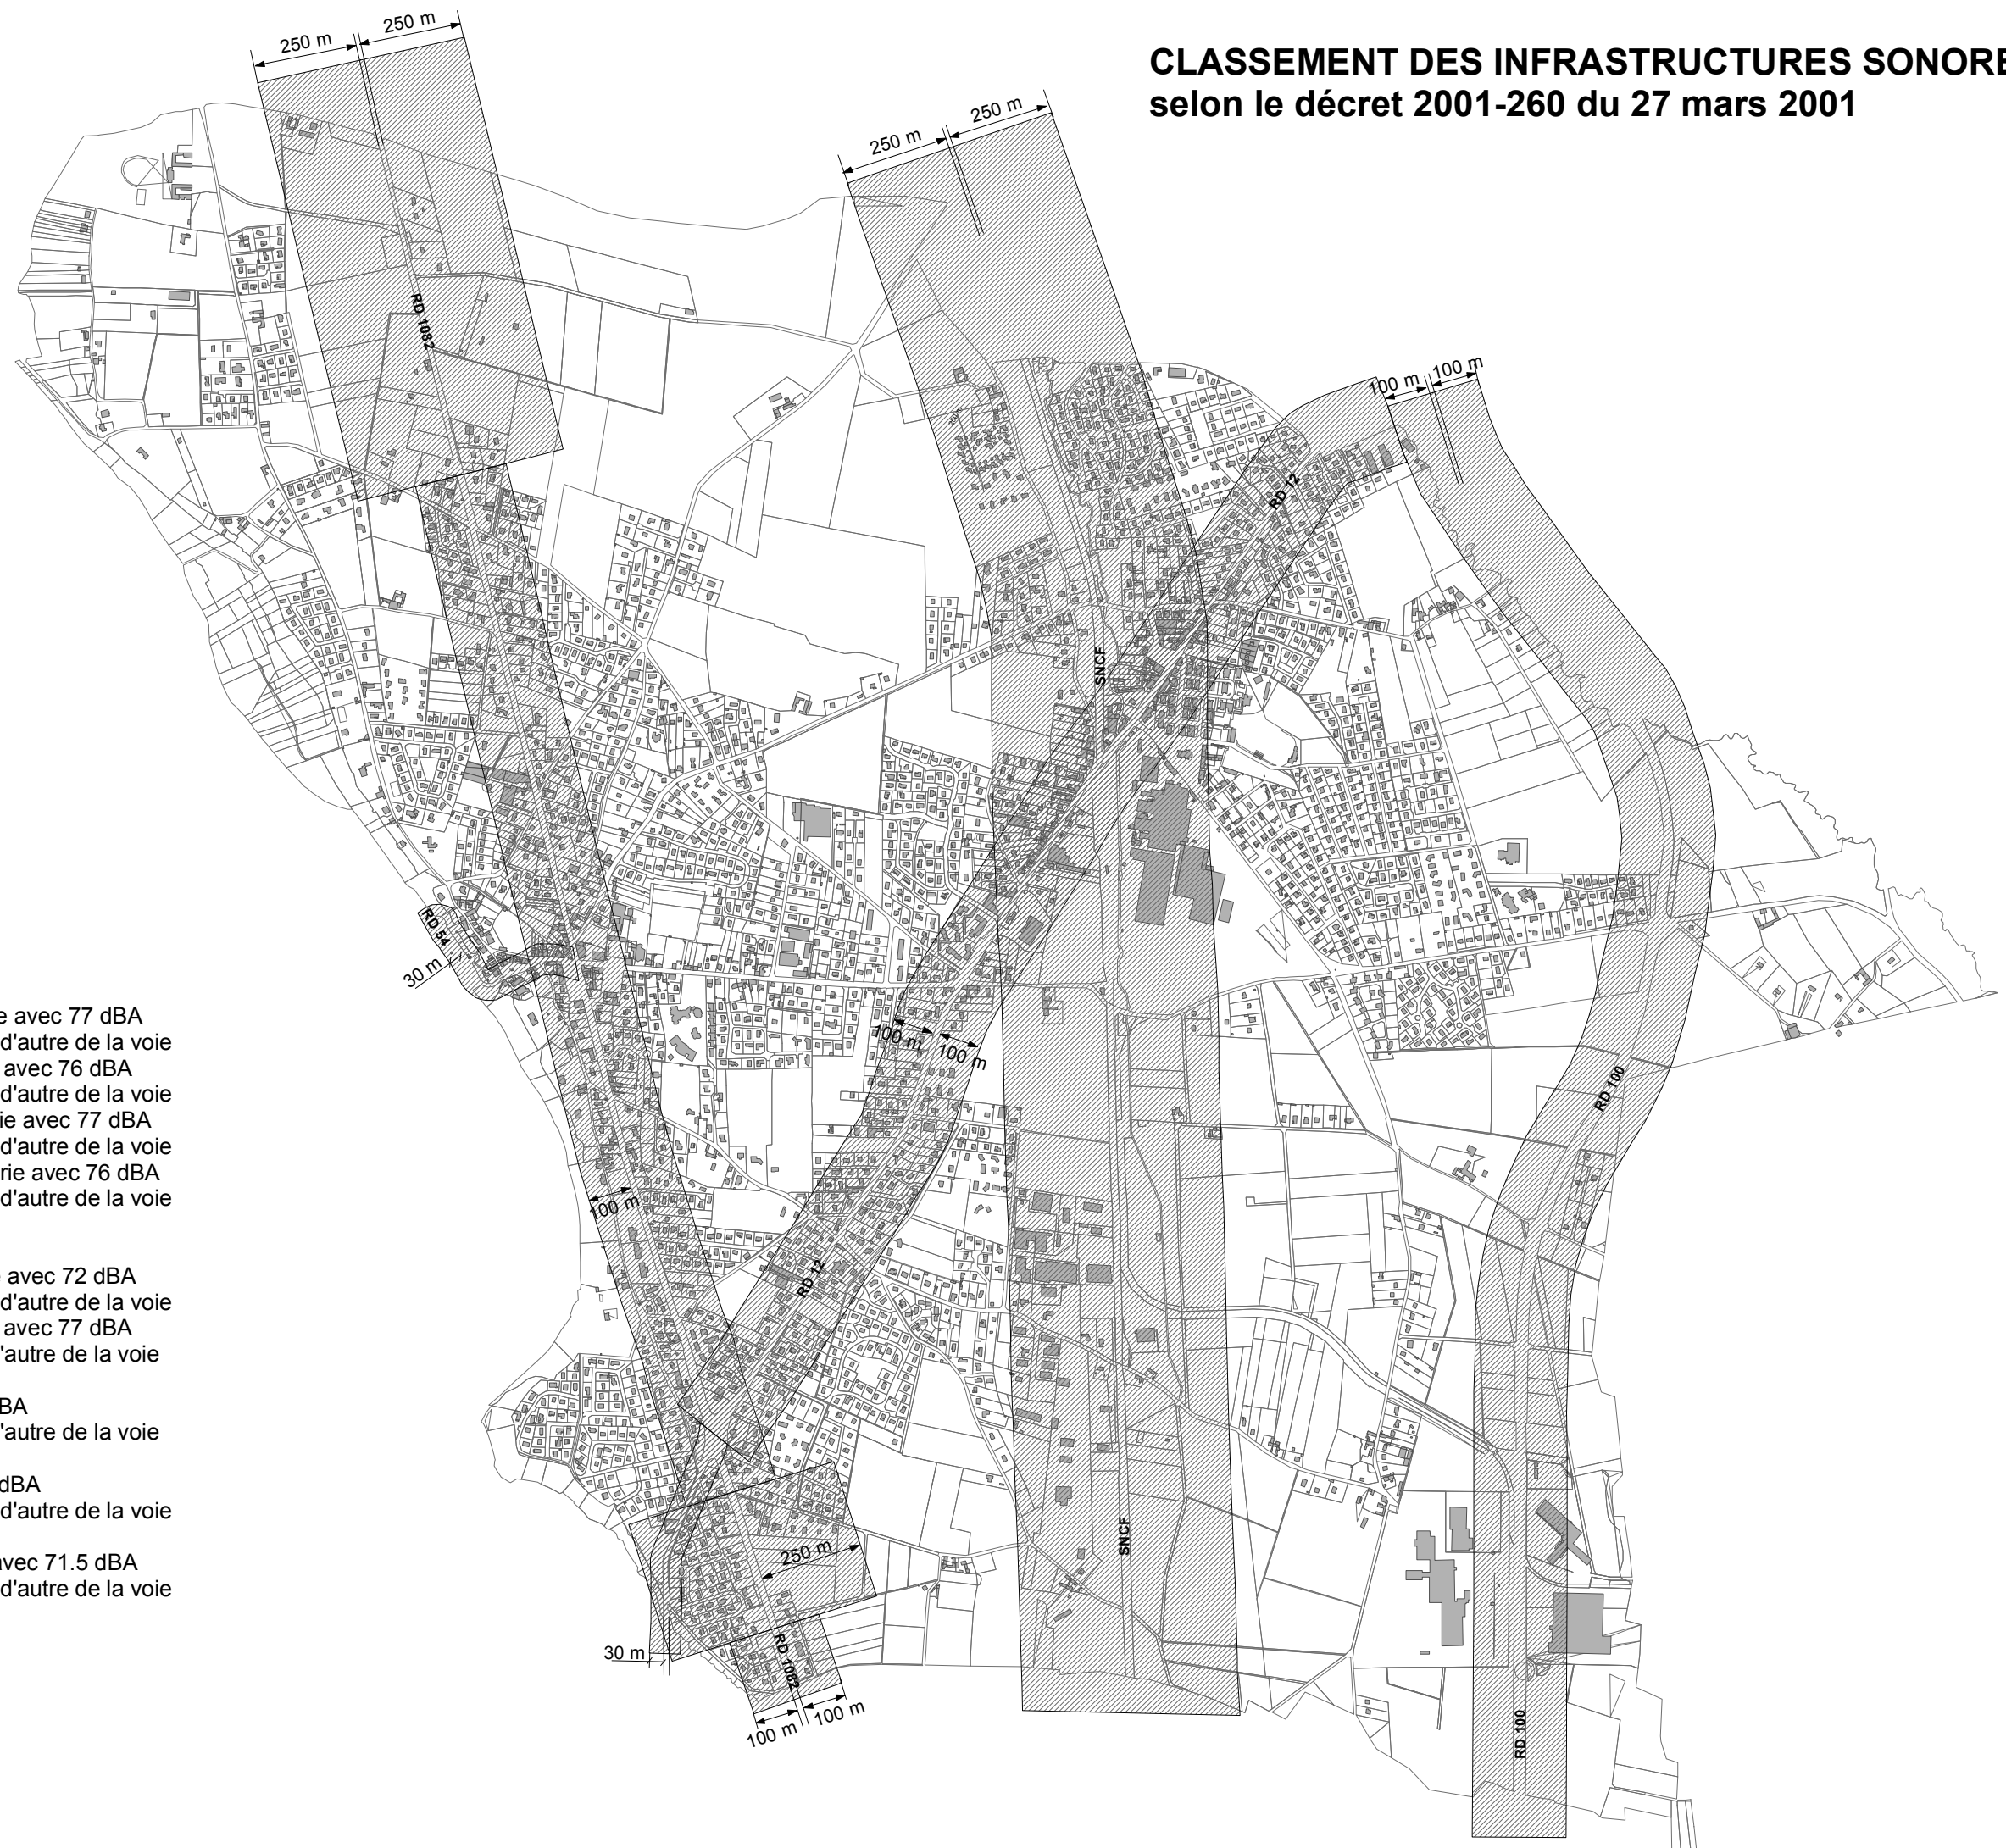 CLASSEMENT DES INFRASTRUCTURES SONORE
selon le décret 2001-260 du 27 mars 2001
250 m
250 m
250 m
250 m
100 m
100 m
RD 1082
RD 12
SNCF
RD 54
30 m
100 m
100 m
RD 100
100 m
RD 12
250 m
SNCF
30 m
RD 1082
100 m
100 m
RD 100
avec 77 dBA
d'autre de la voie
avec 76 dBA
d'autre de la voie
ie avec 77 dBA
d'autre de la voie
rie avec 76 dBA
d'autre de la voie
avec 72 dBA
d'autre de la voie
avec 77 dBA
'autre de la voie
BA
'autre de la voie
dBA
d'autre de la voie
avec 71.5 dBA
d'autre de la voie